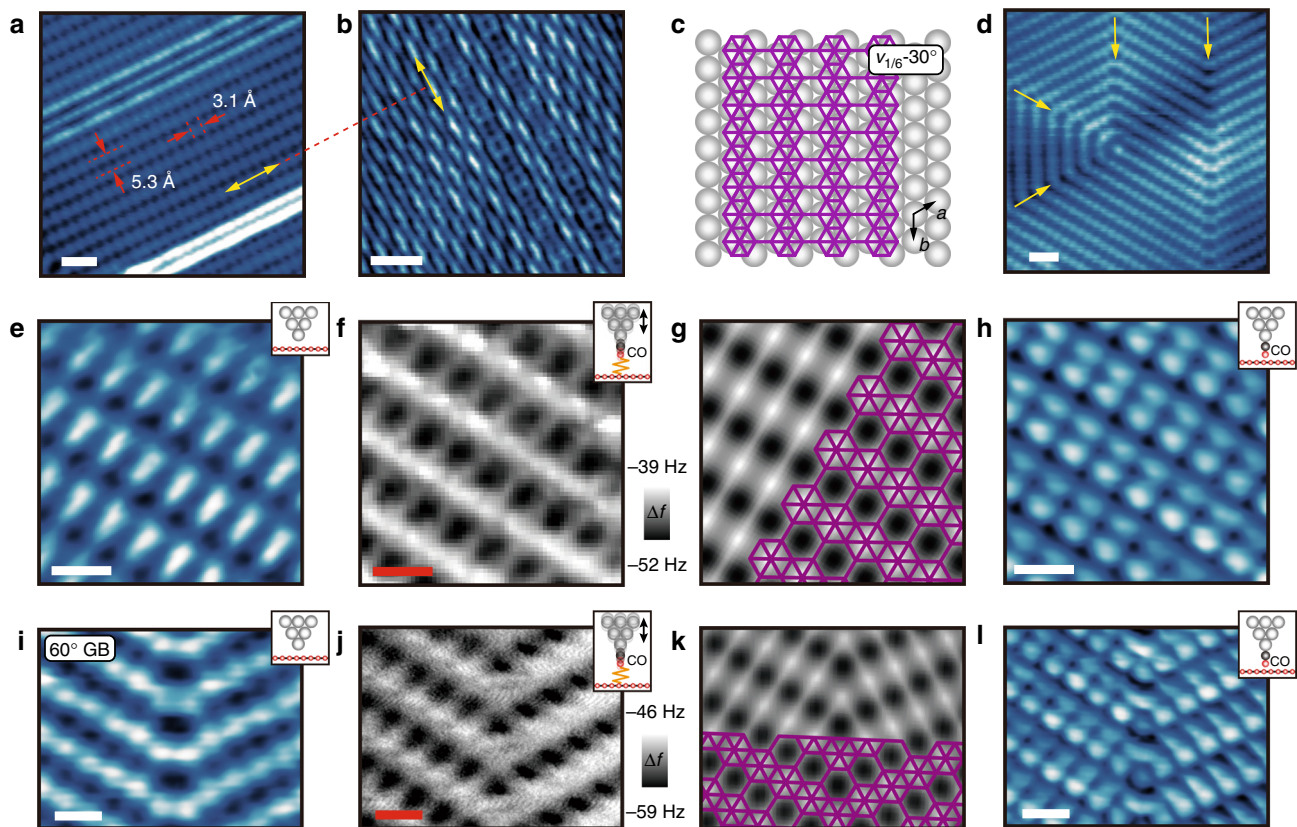 a
b
c
d
3.1 Å
5.3 Å
ν1/6-30°
a
b
e
f
g
h
CO
CO
–39 Hz
Δf
–52 Hz
i
j
k
l
60° GB
CO
CO
–46 Hz
Δf
–59 Hz